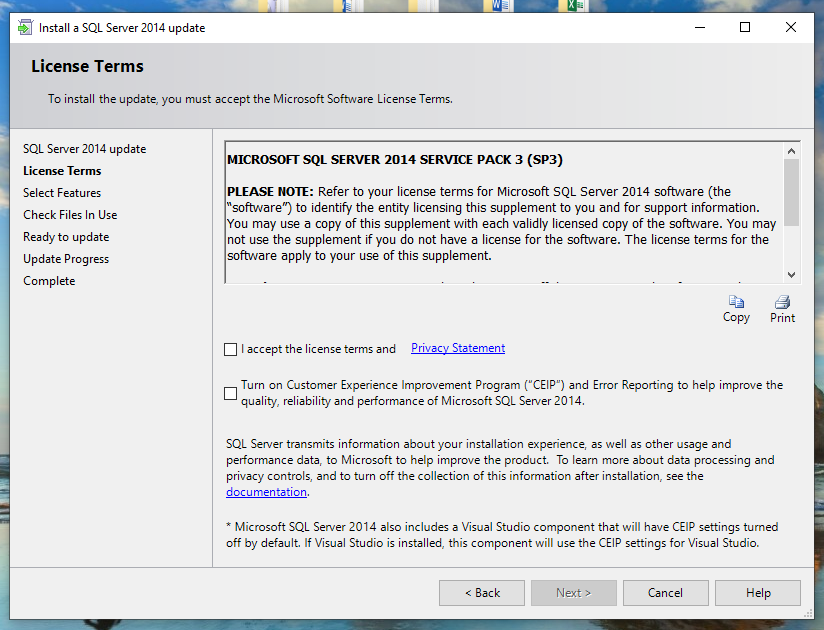 Install a SQL Server 2014 update
License Terms
To install the update, you must accept the Microsoft Software License Terms.
SQL Server 2014 update
License Terms
Select Features
Check Files In Use
Ready to update
Update Progress
Complete
MICROSOFT SQL SERVER 2014 SERVICE PACK 3 (SP3)
PLEASE NOTE: Refer to your license terms for Microsoft SQL Server 2014 software (the
“software”) to identify the entity licensing this supplement to you and for support information.
You may use a copy of this supplement with each validly licensed copy of the software. You may
not use the supplement if you do not have a license for the software. The license terms for the
software apply to your use of this supplement.
Copy
Print
I accept the license terms and Privacy Statement
Turn on Customer Experience Improvement Program ("CEIP") and Error Reporting to help improve the
quality, reliability and performance of Microsoft SQL Server 2014.
SQL Server transmits information about your installation experience, as well as other usage and
performance data, to Microsoft to help improve the product. To learn more about data processing and
privacy controls, and to turn off the collection of this information after installation, see the
documentation.
* Microsoft SQL Server 2014 also includes a Visual Studio component that will have CEIP settings turned
off by default. If Visual Studio is installed, this component will use the CEIP settings for Visual Studio.
< Back
Next >
Cancel
Help